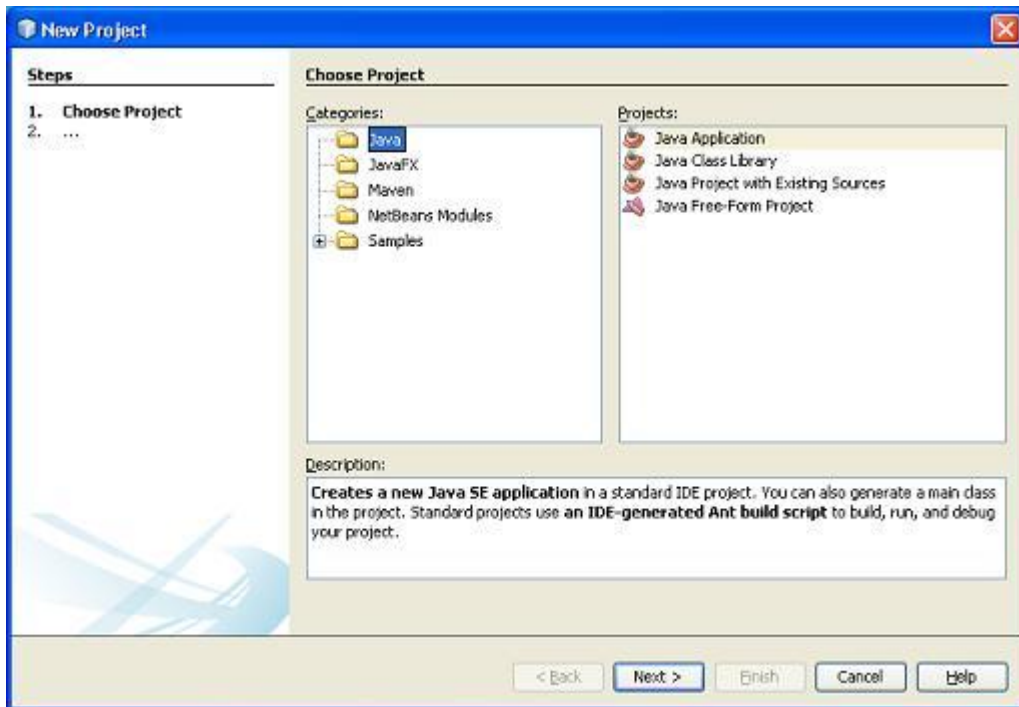 New Project
Steps
1. Choose Project
2. ...
Choose Project
Categories:
Java
JavaFX
Maven
NetBeans Modules
Samples
Projects:
Java Application
Java Class Library
Java Project with Existing Sources
Java Free-Form Project
Description:
Creates a new Java SE application in a standard IDE project. You can also generate a main class
in the project. Standard projects use an IDE-generated Ant build script to build, run, and debug
your project.
< Back
Next >
Finish
Cancel
Help